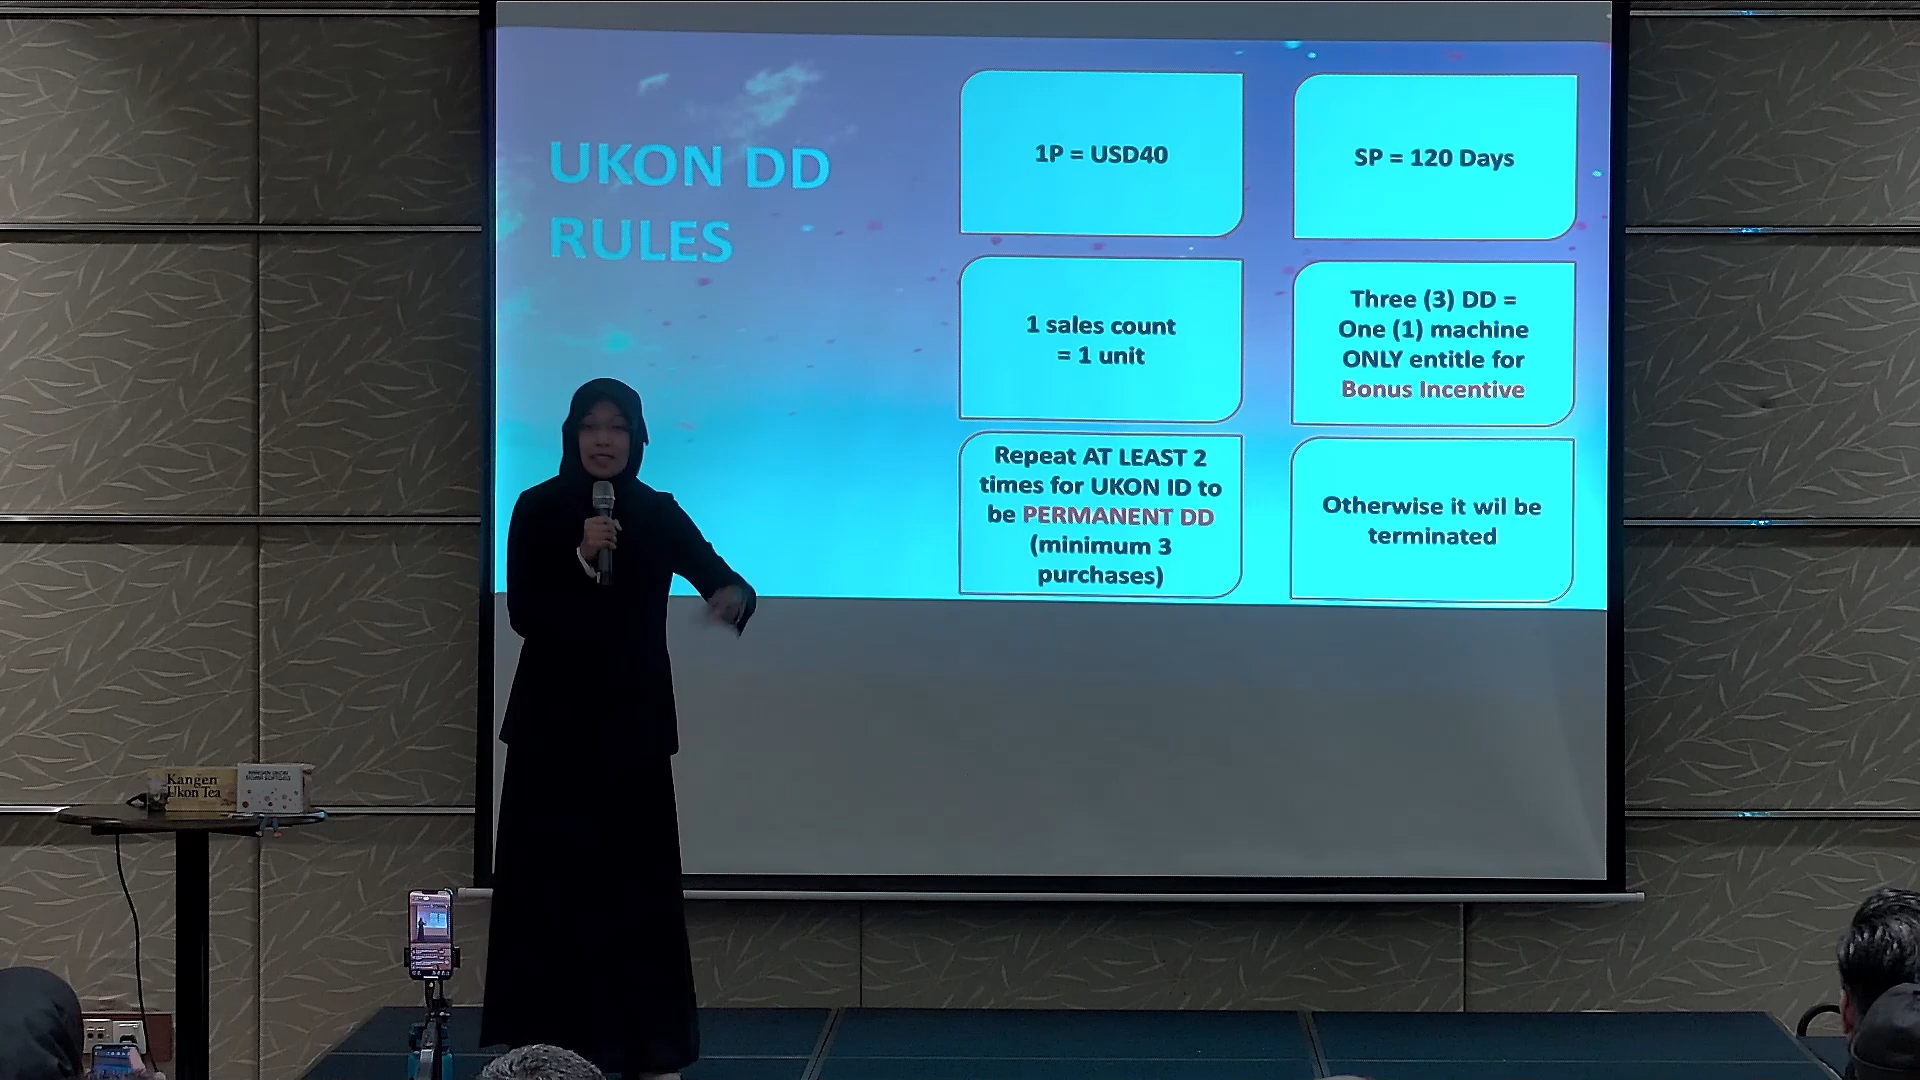 UKON DD
RULES
1P = USD40
SP = 120 Days
1 sales count
= 1 unit
Three (3) DD =
One (1) machine
ONLY entitle for
Bonus Incentive
Repeat AT LEAST 2
times for UKON ID to
be PERMANENT DD
(minimum 3
purchases)
Otherwise it wil be
terminated
Kangen
Ukon Tea